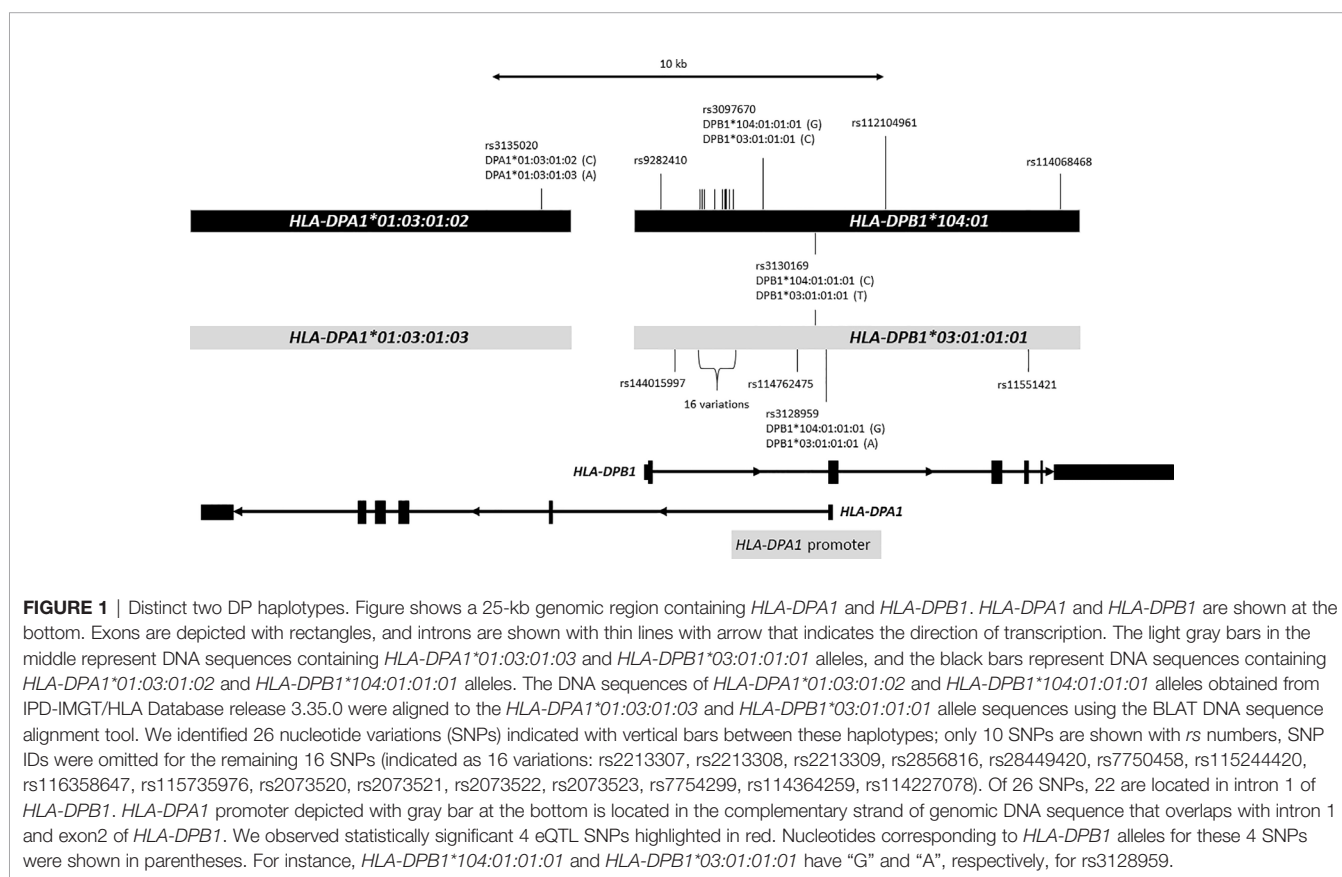 10 kb
rs3097670
DPB1*104:01:01:01 (G)
DPB1*03:01:01:01 (C)
rs112104961
rs3135020
DPA1*01:03:01:02 (C)
DPA1*01:03:01:03 (A)
rs9282410
rs114068468
HLA-DPA1*01:03:01:02
HLA-DPB1*104:01
rs3130169
DPB1*104:01:01:01 (C)
DPB1*03:01:01:01 (T)
HLA-DPA1*01:03:01:03
HLA-DPB1*03:01:01:01
rs144015997
rs114762475
rs11551421
16 variations
rs3128959
DPB1*104:01:01:01 (G)
DPB1*03:01:01:01 (A)
HLA-DPB1
HLA-DPA1
HLA-DPA1 promoter
FIGURE 1 | Distinct two DP haplotypes. Figure shows a 25-kb genomic region containing HLA-DPA1 and HLA-DPB1. HLA-DPA1 and HLA-DPB1 are shown at the
bottom. Exons are depicted with rectangles, and introns are shown with thin lines with arrow that indicates the direction of transcription. The light gray bars in the
middle represent DNA sequences containing HLA-DPA1*01:03:01:03 and HLA-DPB1*03:01:01:01 alleles, and the black bars represent DNA sequences containing
HLA-DPA1*01:03:01:02 and HLA-DPB1*104:01:01:01 alleles. The DNA sequences of HLA-DPA1*01:03:01:02 and HLA-DPB1*104:01:01:01 alleles obtained from
IPD-IMGT/HLA Database release 3.35.0 were aligned to the HLA-DPA1*01:03:01:03 and HLA-DPB1*03:01:01:01 allele sequences using the BLAT DNA sequence
alignment tool. We identified 26 nucleotide variations (SNPs) indicated with vertical bars between these haplotypes; only 10 SNPs are shown with rs numbers, SNP
IDs were omitted for the remaining 16 SNPs (indicated as 16 variations: rs2213307, rs2213308, rs2213309, rs2856816, rs28449420, rs7750458, rs115244420,
rs116358647, rs115735976, rs2073520, rs2073521, rs2073522, rs2073523, rs7754299, rs114364259, rs114227078). Of 26 SNPs, 22 are located in intron 1 of
HLA-DPB1. HLA-DPA1 promoter depicted with gray bar at the bottom is located in the complementary strand of genomic DNA sequence that overlaps with intron 1
and exon2 of HLA-DPB1. We observed statistically significant 4 eQTL SNPs highlighted in red. Nucleotides corresponding to HLA-DPB1 alleles for these 4 SNPs
were shown in parentheses. For instance, HLA-DPB1*104:01:01:01 and HLA-DPB1*03:01:01:01 have “G” and “A”, respectively, for rs3128959.